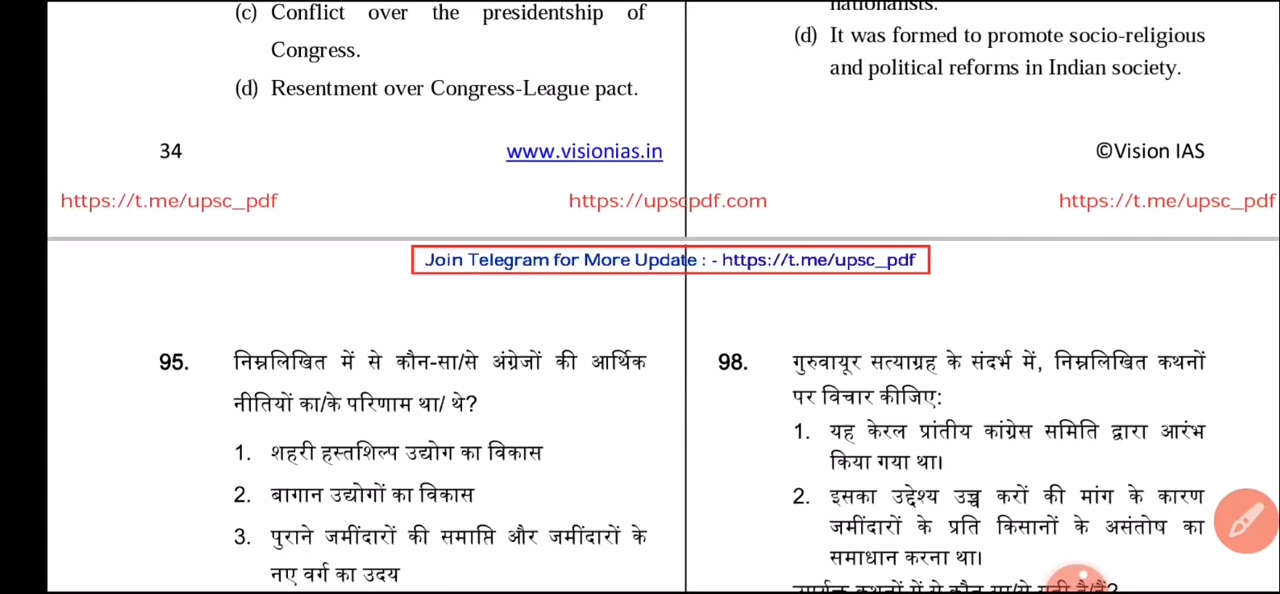 (c) Conflict over the presidentship of
Congress.
(d) Resentment over Congress-League pact.
nationalists.
(d) It was formed to promote socio-religious
and political reforms in Indian society.
34
www.visionias.in
©Vision IAS
https://t.me/upsc_pdf
https://upscpdf.com
https://t.me/upsc_pdf
Join Telegram for More Update : - https://t.me/upsc_pdf
95. निम्नलिखित में से कौन-सा/से अंग्रेजों की आर्थिक
नीतियों का/के परिणाम था/ थे?
1. शहरी हस्तशिल्प उद्योग का विकास
2. बागान उद्योगों का विकास
3. पुराने जमींदारों की समाप्ति और जमींदारों के
नए वर्ग का उदय
98. गुरुवायूर सत्याग्रह के संदर्भ में, निम्नलिखित कथनों
पर विचार कीजिए:
1. यह केरल प्रांतीय कांग्रेस समिति द्वारा आरंभ
किया गया था।
2. इसका उद्देश्य उच्च करों की मांग के कारण
जमींदारों के प्रति किसानों के असंतोष का
समाधान करना था।